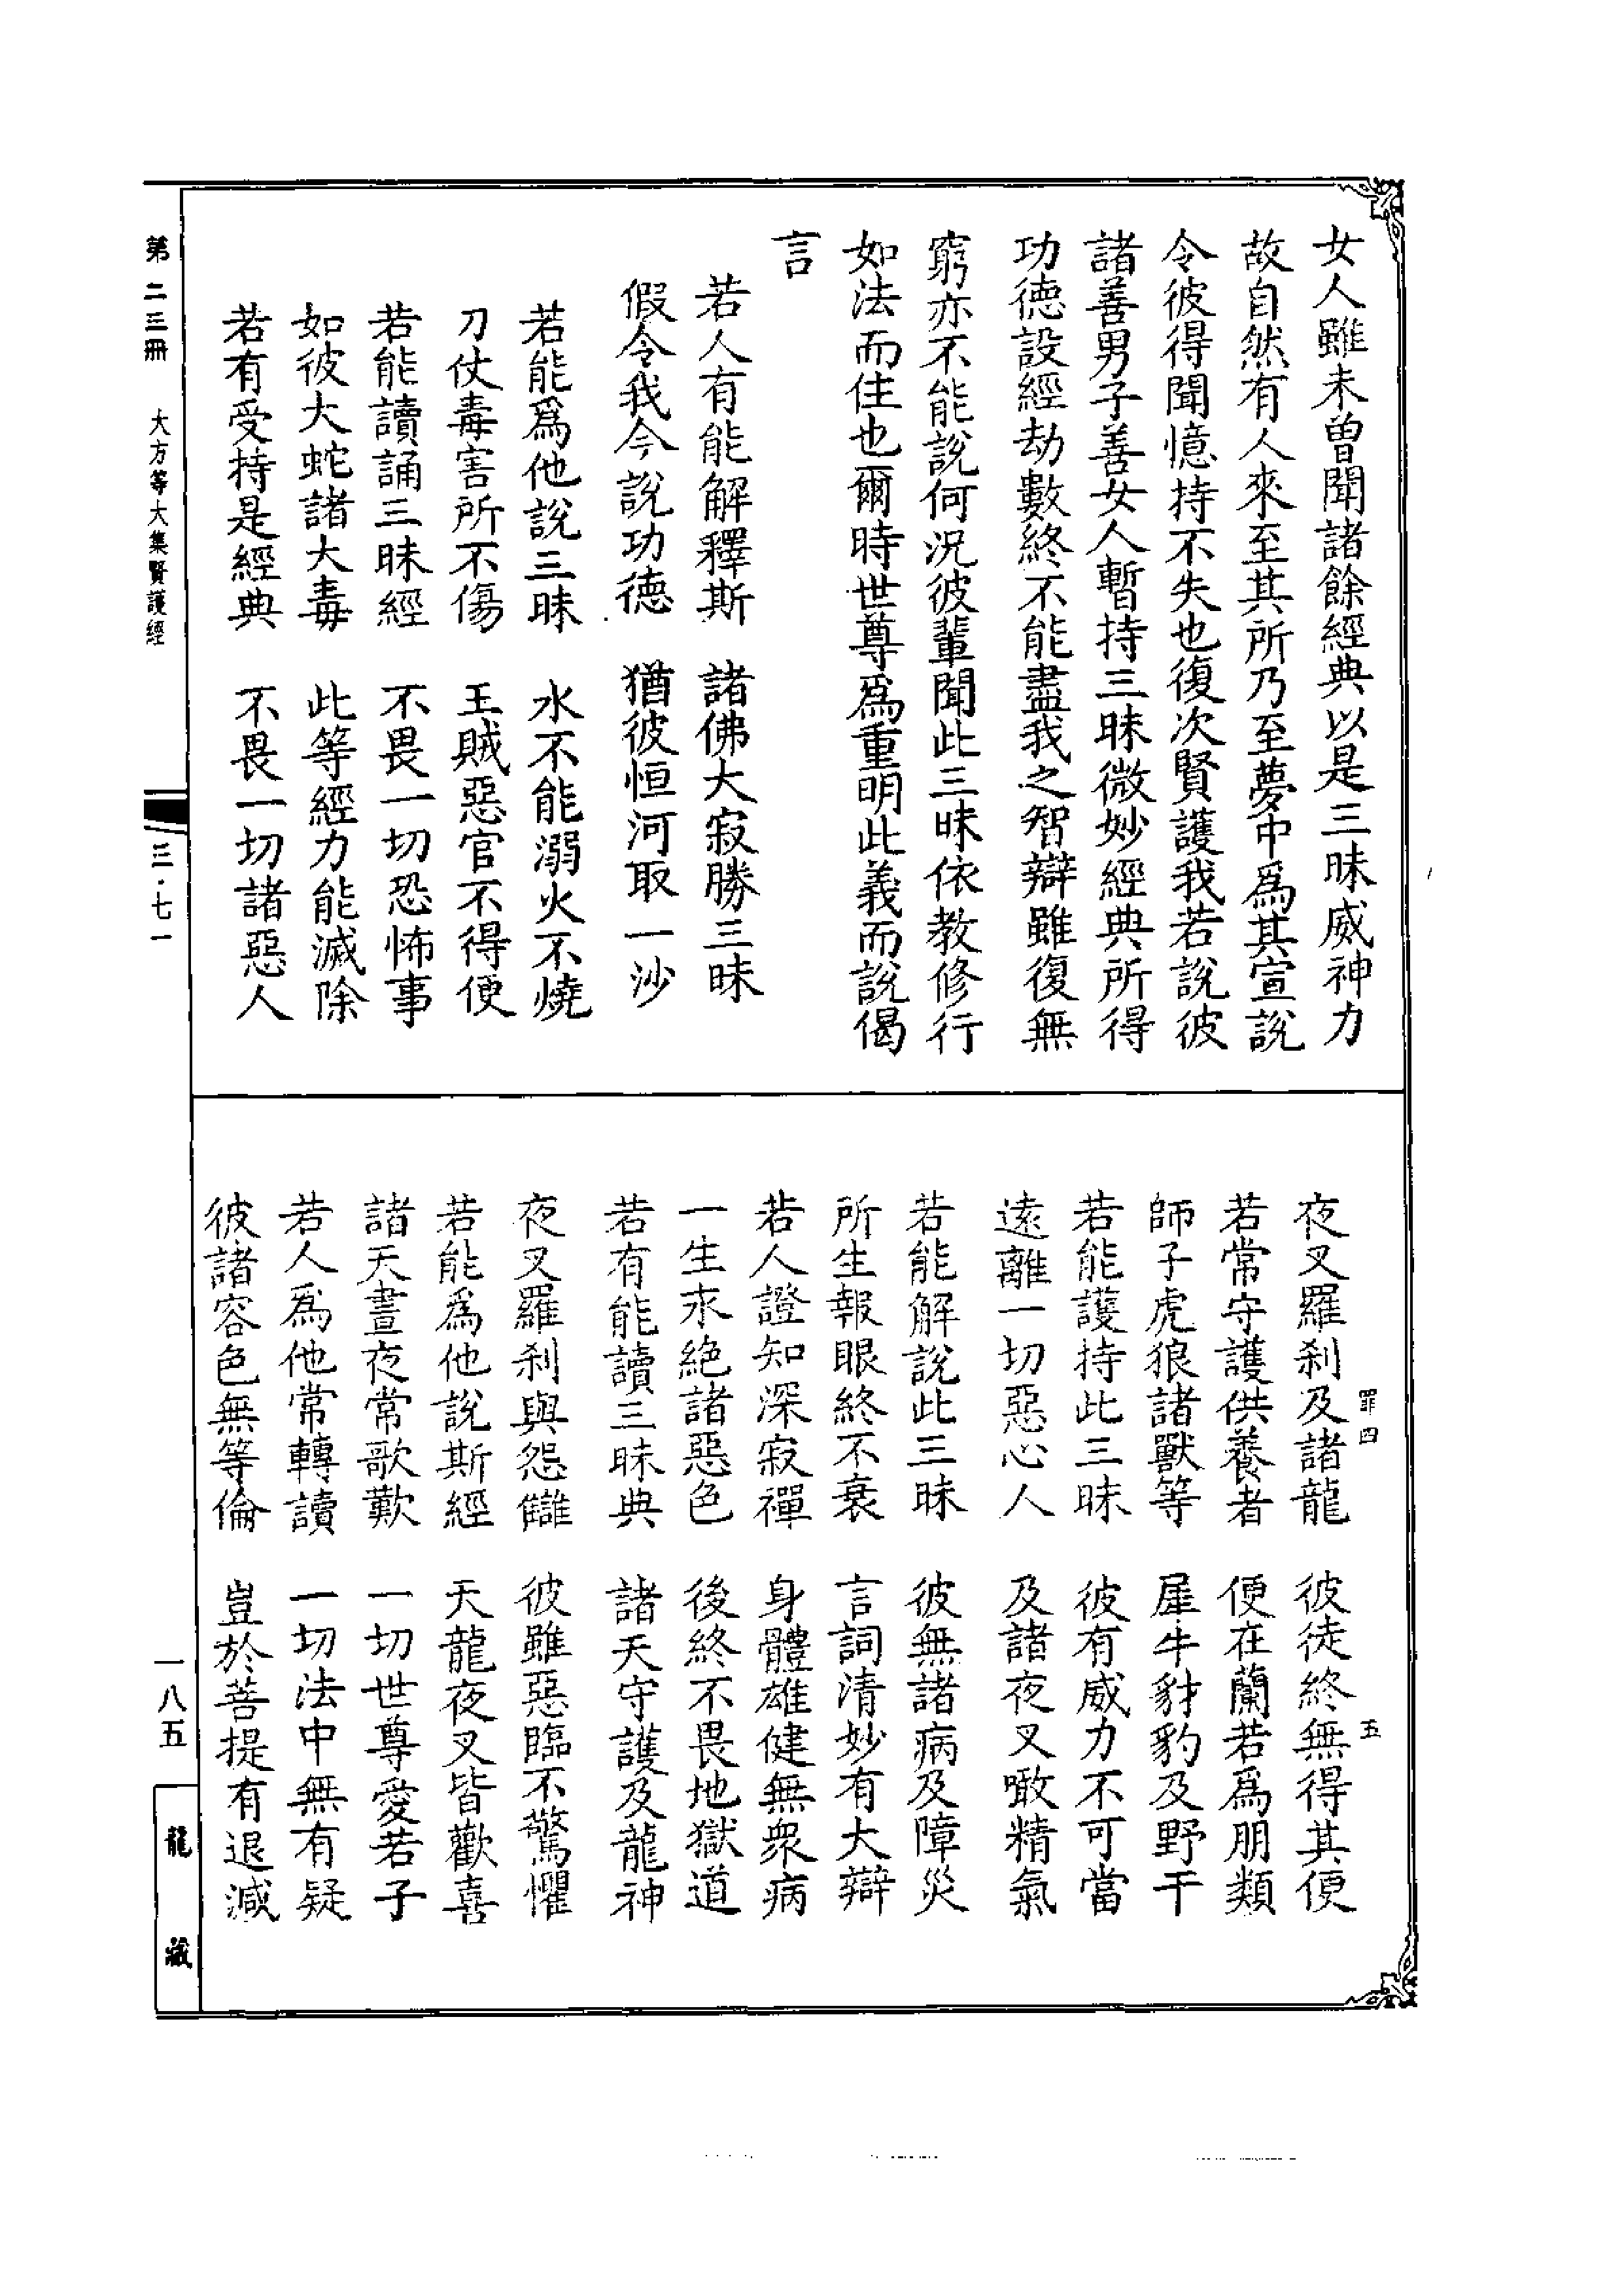 女人雖未曾聞諸餘經典以是三昧威神力
故自然有人來至其所乃至夢中爲其宣說
令彼得聞憶持不失也復次賢護我若說彼
諸善男子善女人暫持三昧微妙經典所得
功德設經劫數終不能盡我之智辯雖復無
窮亦不能說何況彼輩聞此三昧依教修行
如法而住也爾時世尊爲重明此義而說偈
言
若人有能解釋斯　諸佛大寂勝三昧
假令我今說功德　猶彼恒河取一沙
若能爲他說三昧　水不能溺火不燒
刀仗毒害所不傷　王賊惡官不得便
若能讀誦三昧經　不畏一切恐怖事
如彼大蛇諸大毒　此等經力能滅除
若有受持是經典　不畏一切諸惡人
第二三冊　大方等大集賢護經　三·七一
罪四　五
夜叉羅刹及諸龍　彼徒終無得其便
若常守護供養者　便在蘭若爲朋類
師子虎狼諸獸等　犀牛豺豹及野干
若能護持此三昧　彼有威力不可當
遠離一切惡心人　及諸夜叉噉精氣
若能解說此三昧　彼無諸病及障災
所生報眼終不衰　言詞清妙有大辯
若人證知深寂禪　身體雄健無衆病
一生永絕諸惡色　後終不畏地獄道
若有能讀三昧典　諸天守護及龍神
夜叉羅刹與怨讎　彼雖惡臨不驚懼
若能爲他說斯經　天龍夜叉皆歡喜
諸天晝夜常歌歎　一切世尊愛若子
若人爲他常轉讀　一切法中無有疑
彼諸容色無等倫　豈於菩提有退減
一八五
龍藏